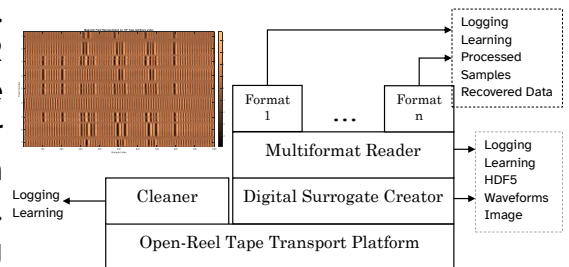 Logging
Learning
Processed
Samples
Recovered Data
Format
1
...
Format
n
Multiformat Reader
Logging
Learning
HDF5
Waveforms
Image
Cleaner
Digital Surrogate Creator
Logging
Learning
Open-Reel Tape Transport Platform